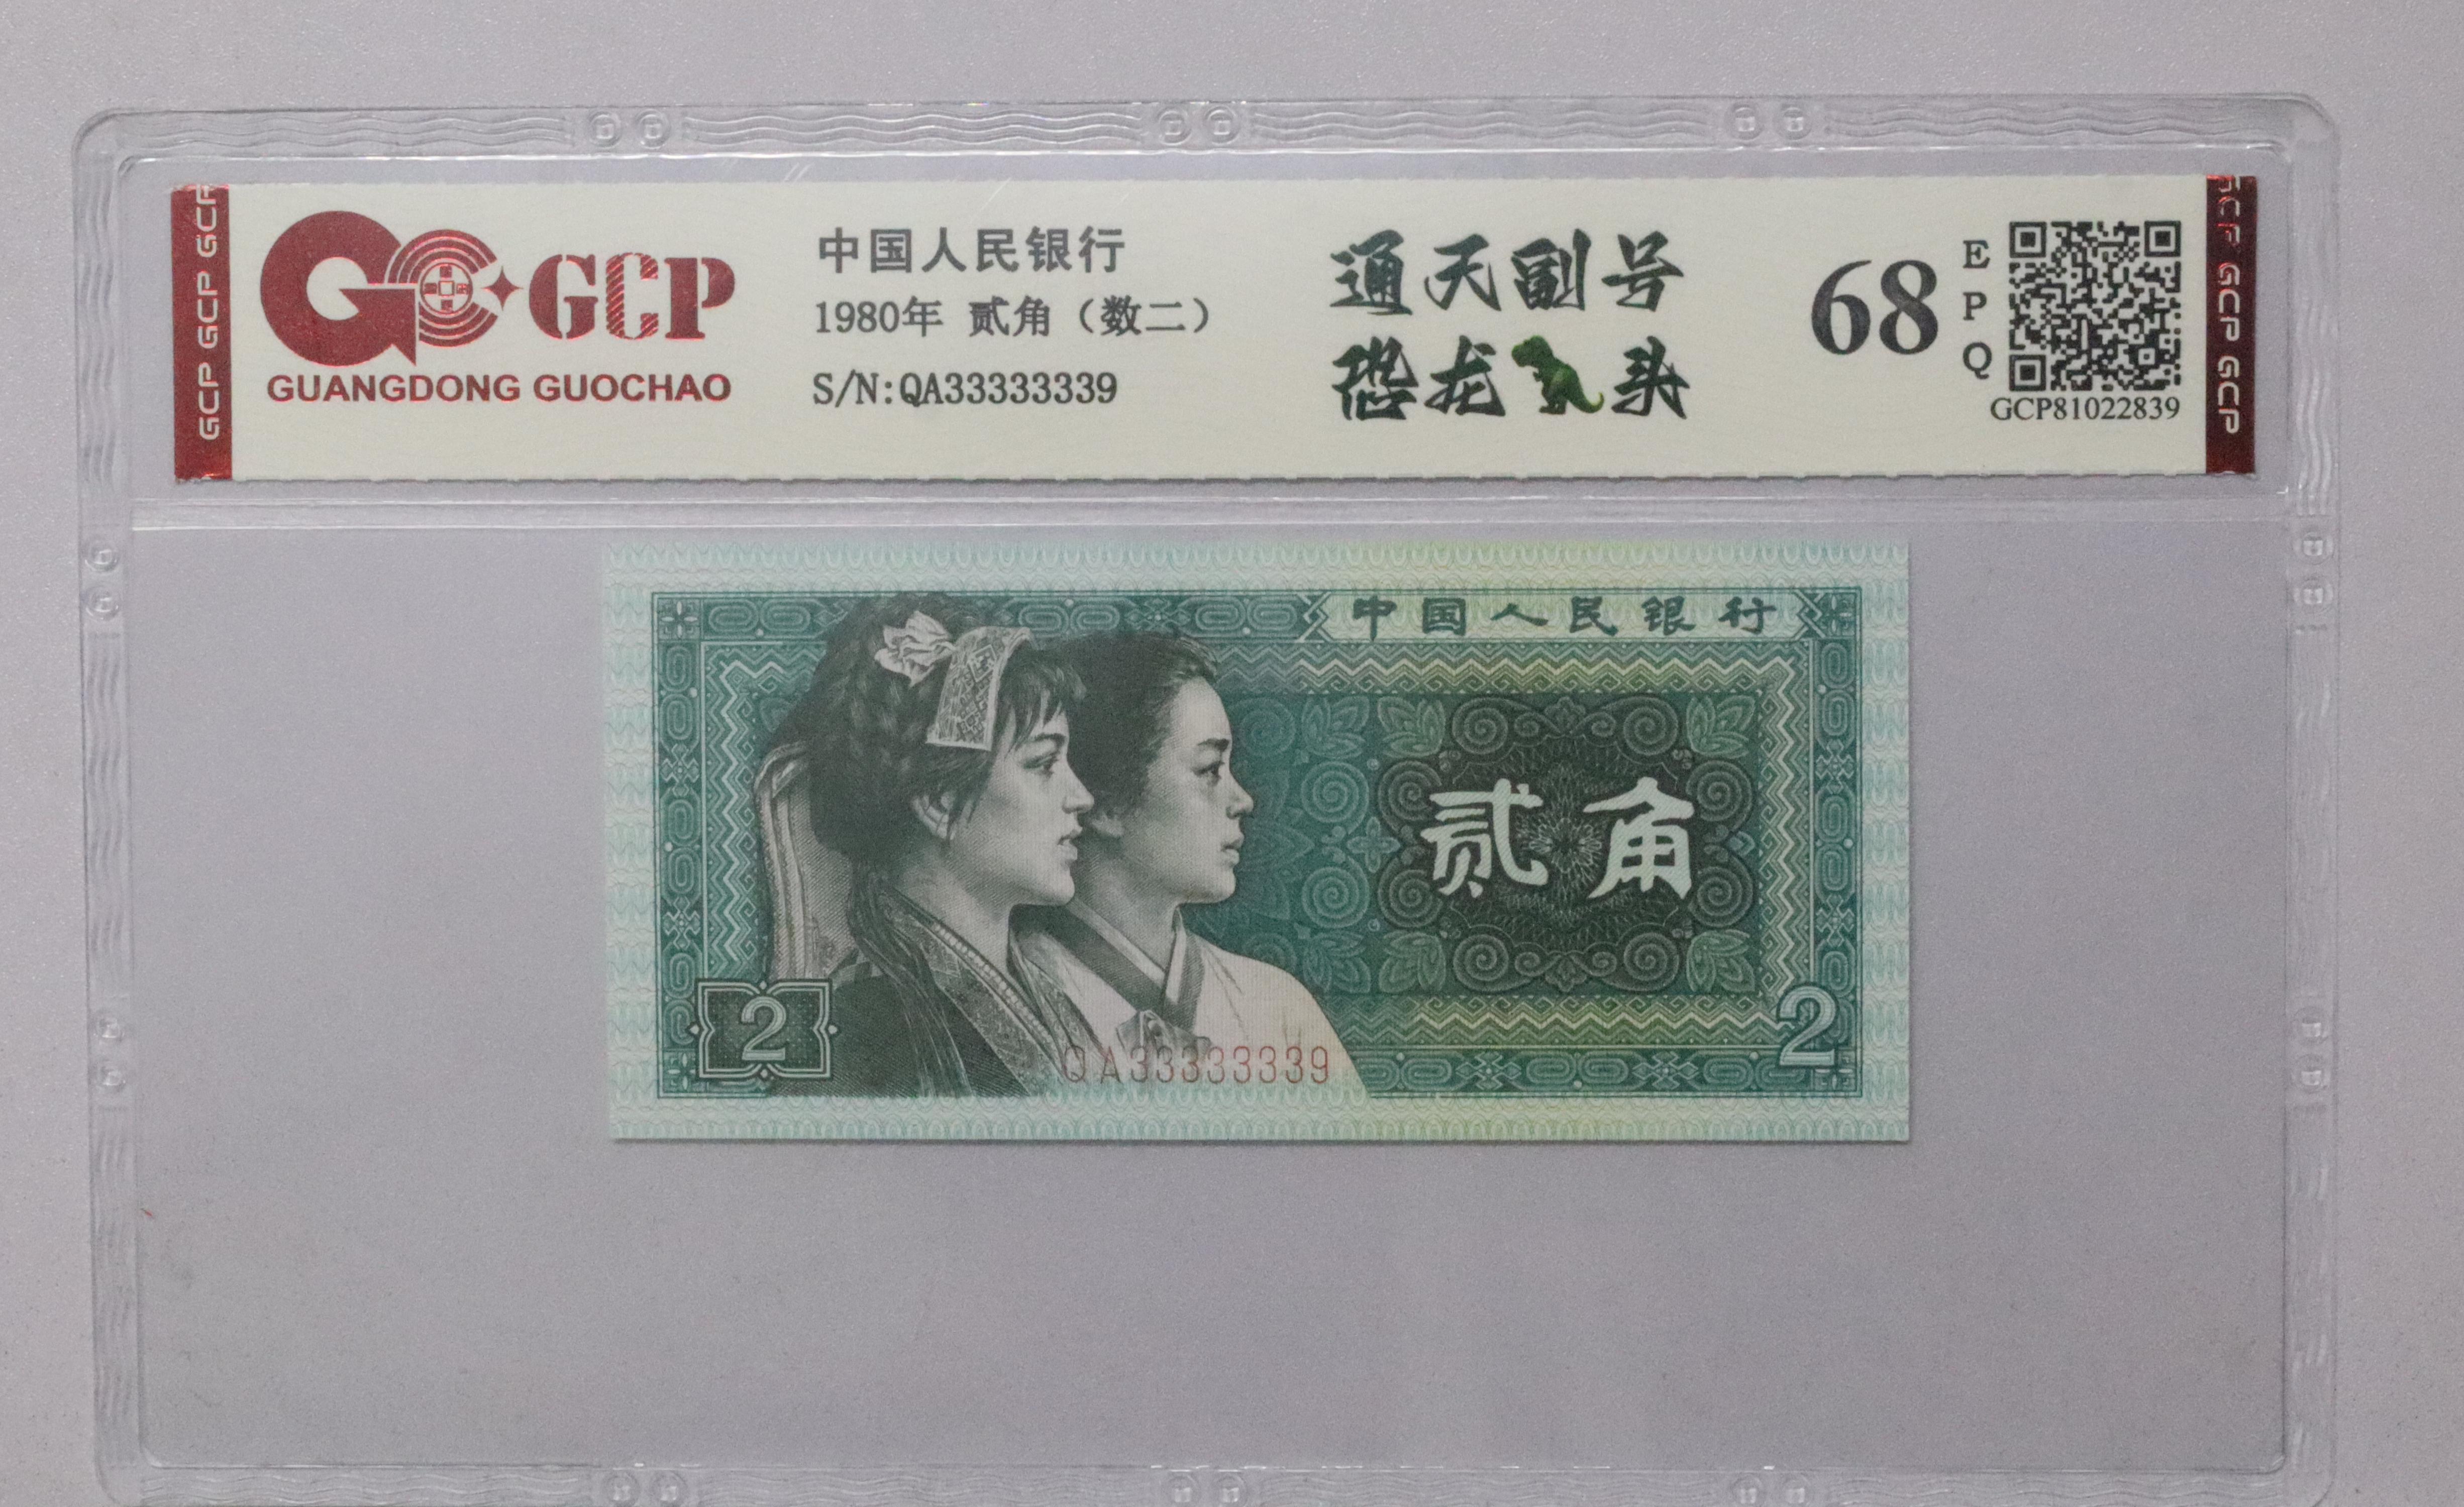 GCP GCP GCP
GCP
GUANGDONG GUOCHAO
中国人民银行
1980年 贰角（数二）
S/N:QA33333339
通天副号
恐龙头
68
EPQ
GCP81022839
GCP GCP GCP
中国人民银行
贰角
2
2
QA33333339